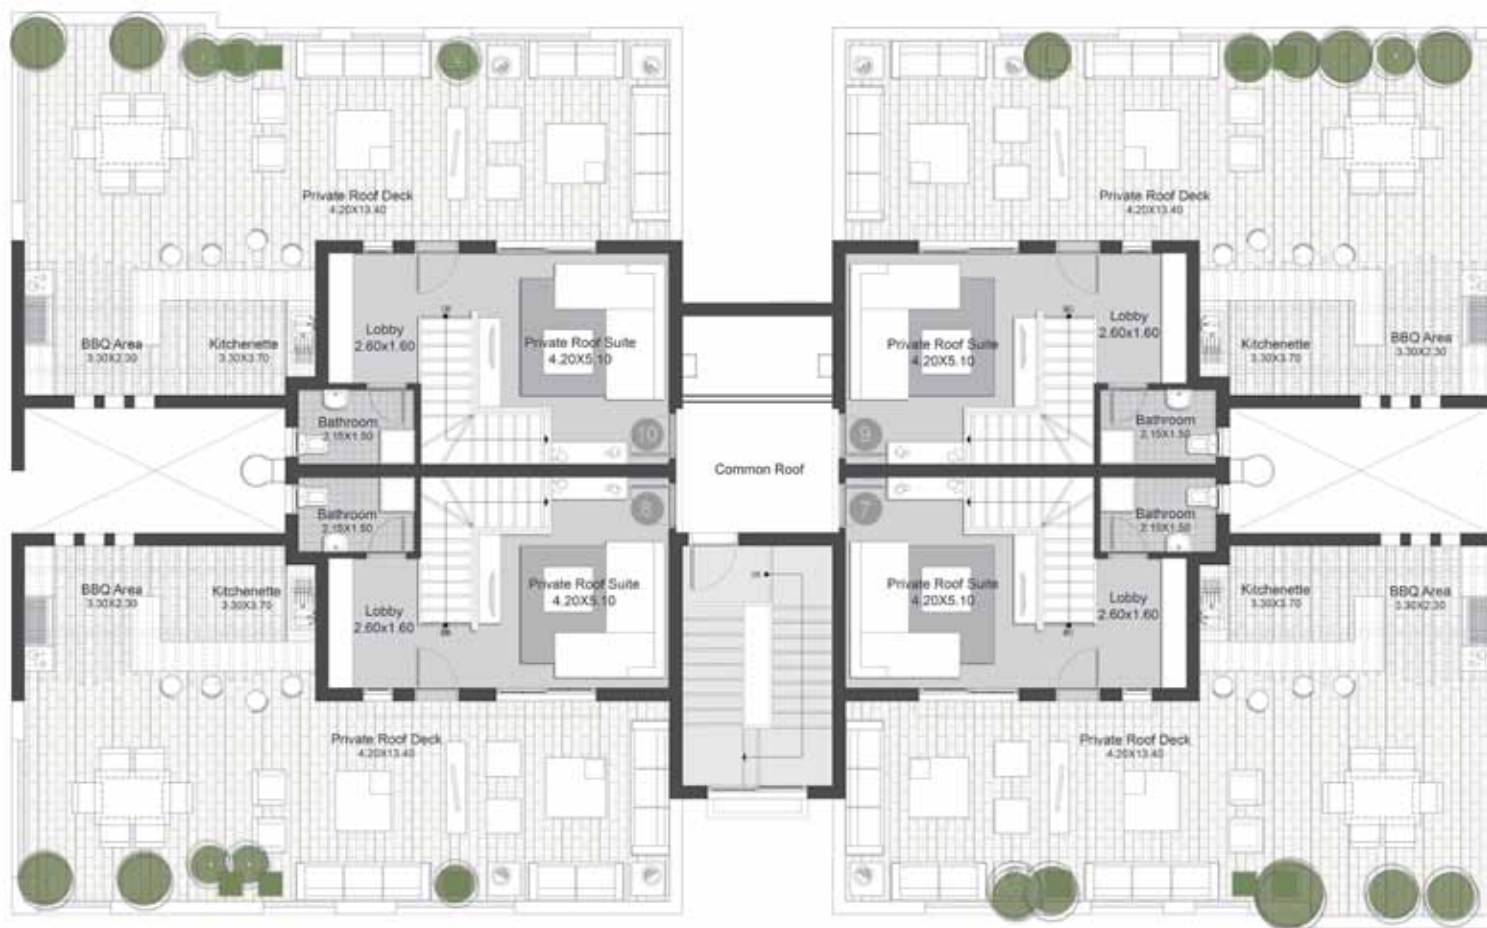 Private Roof Deck
4.20X13.40
Private Roof Deck
4.20X13.40
BBQ Area
3.30X2.30
Kitchenette
3.30X3.70
Lobby
2.60x1.60
Private Roof Suite
4.20X5.10
Private Roof Suite
4.20X5.10
Lobby
2.60x1.60
Kitchenette
3.30X3.70
BBQ Area
3.30X2.30
Bathroom
2.15X1.50
10
9
Bathroom
2.15X1.50
Common Roof
Bathroom
2.15X1.50
8
7
Bathroom
2.15X1.50
BBQ Area
3.30X2.30
Kitchenette
3.30X3.70
Lobby
2.60x1.60
Private Roof Suite
4.20X5.10
Private Roof Suite
4.20X5.10
Lobby
2.60x1.60
Kitchenette
3.30X3.70
BBQ Area
3.30X2.30
Private Roof Deck
4.20X13.40
Private Roof Deck
4.20X13.40